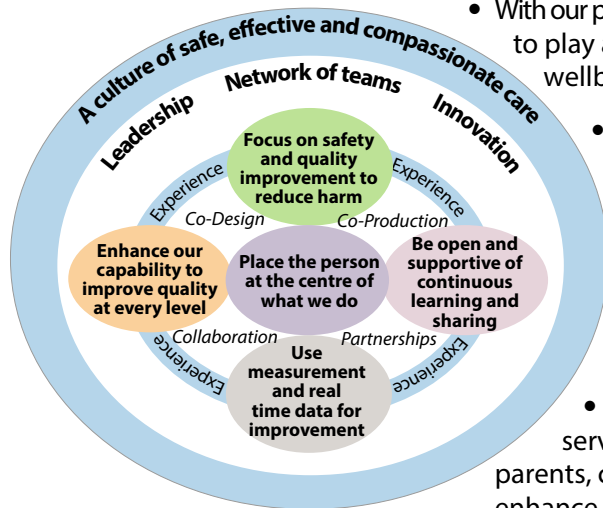 A culture of safe, effective and compassionate care
Leadership
Network of teams
Innovation
Focus on safety
and quality
improvement to
reduce harm
Experience
Experience
Co-Design
Co-Production
Enhance our
capability to
improve quality
at every level
Place the person
at the centre of
what we do
Be open and
supportive of
continuous
learning and
sharing
Collaboration
Partnerships
Experience
Experience
Use
measurement
and real
time data for
improvement
• With our p
to play a
wellb
•
•
serv
parents, c
enhance